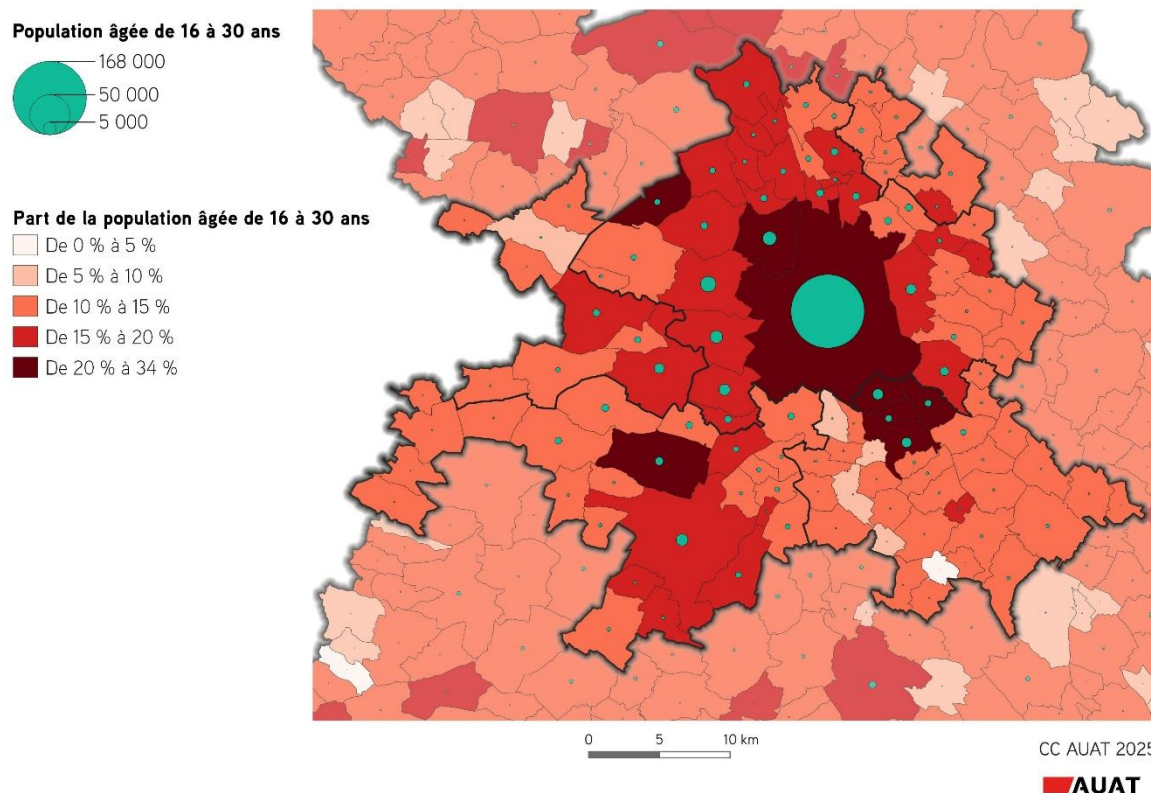 Population âgée de 16 à 30 ans
168 000
50 000
5 000
Part de la population âgée de 16 à 30 ans
De 0 % à 5 %
De 5 % à 10 %
De 10 % à 15 %
De 15 % à 20 %
De 20 % à 34 %
0 5 10 km
CC AUAT 2025
AUAT